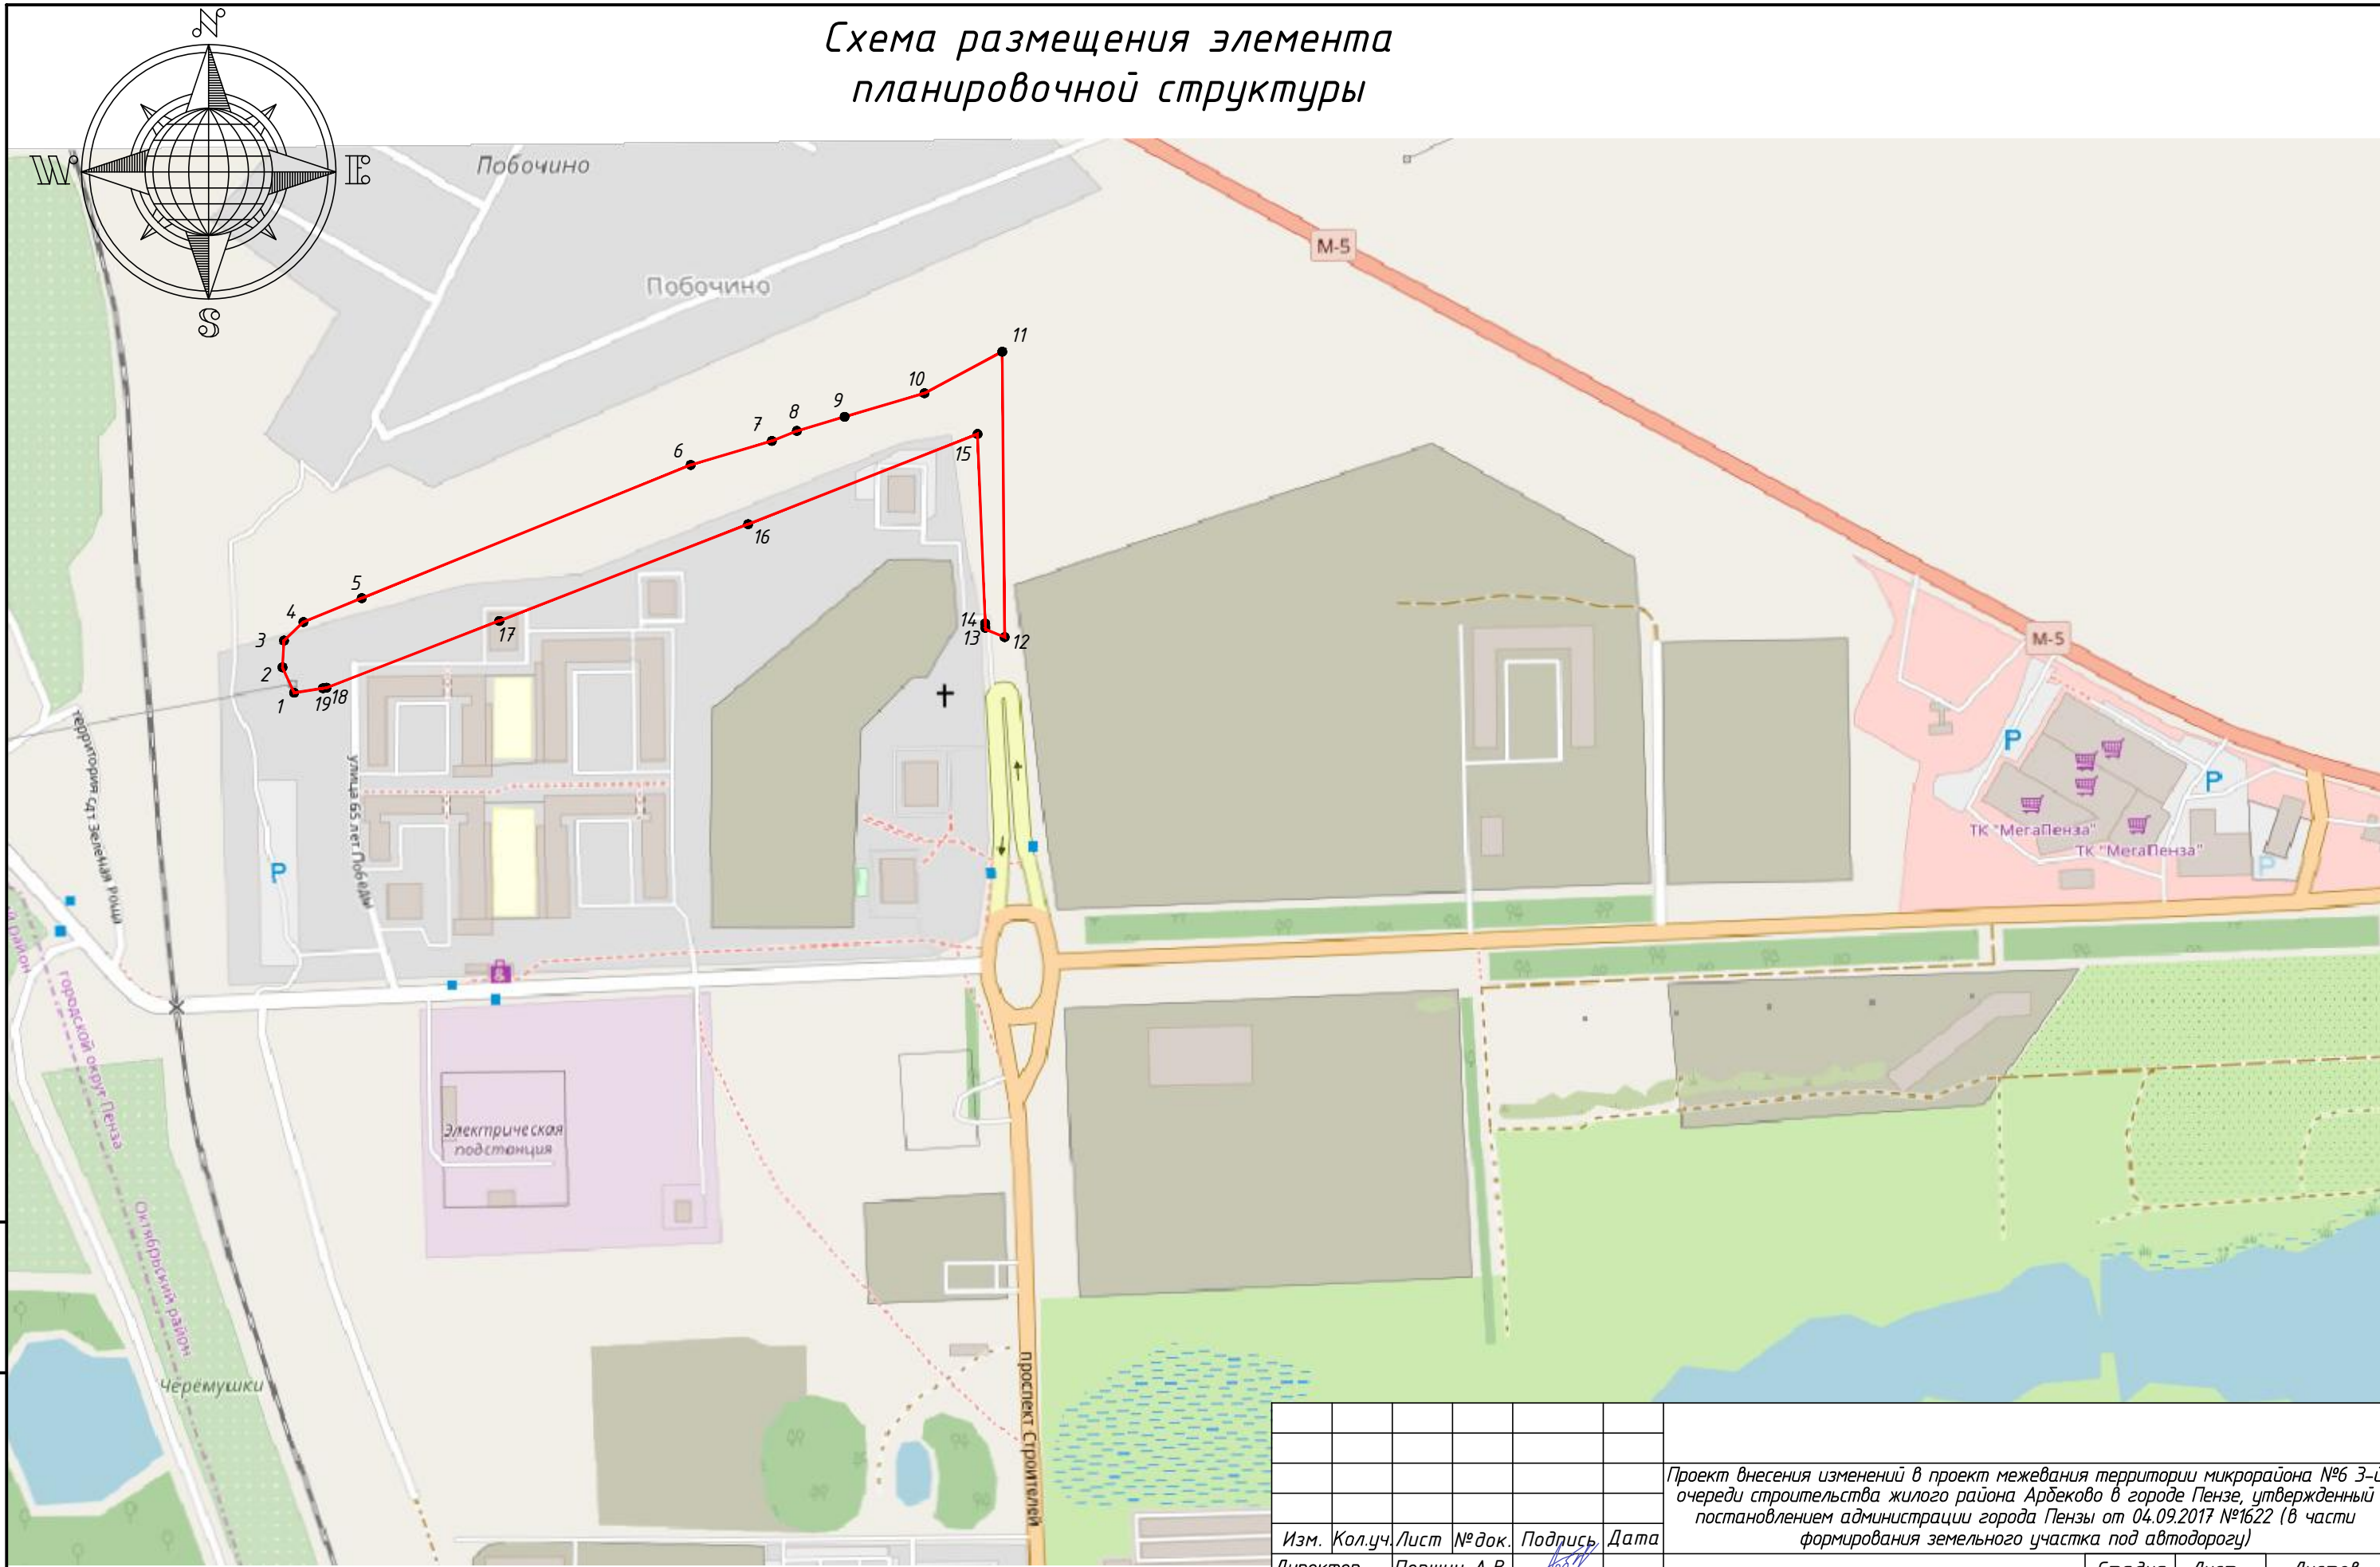 Схема размещения элемента
планировочной структуры
N
W
E
S
Побочино
Побочино
М-5
11
10
9
8
7
6
15
16
5
4
3
17
14
13
12
2
1
19
18
М-5
территория сдт Зеленая Роща
улица 65 лет Победы
P
P
P
P
ТК "МегаПенза"
ТК "МегаПенза"
й район
городской округ Пенза
Октябрьский район
Электрическая
подстанция
Черёмушки
проспект Строителей
Проект внесения изменений в проект межевания территории микрорайона №6 3-й
очереди строительства жилого района Арбеково в городе Пензе, утвержденный
постановлением администрации города Пензы от 04.09.2017 №1622 (в части
формирования земельного участка под автодорогу)
Изм. Кол.уч. Лист №док. Подпись Дата